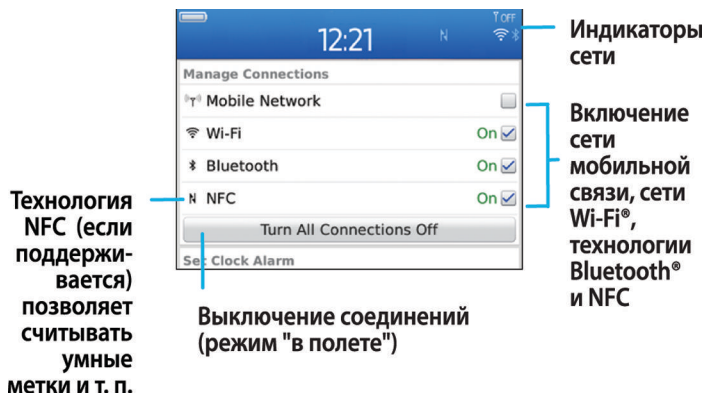 T OFF
12:21
Manage Connections
Mobile Network
Wi-Fi On
Bluetooth On
NFC On
Turn All Connections Off
Set Clock Alarm
Индикаторы
сети
Включение
сети
мобильной
связи, сети
Wi-Fi®,
технологии
Bluetooth®
и NFC
Технология
NFC (если
поддержи-
вается)
позволяет
считывать
умные
метки и т. п.
Выключение соединений
(режим "в полете")